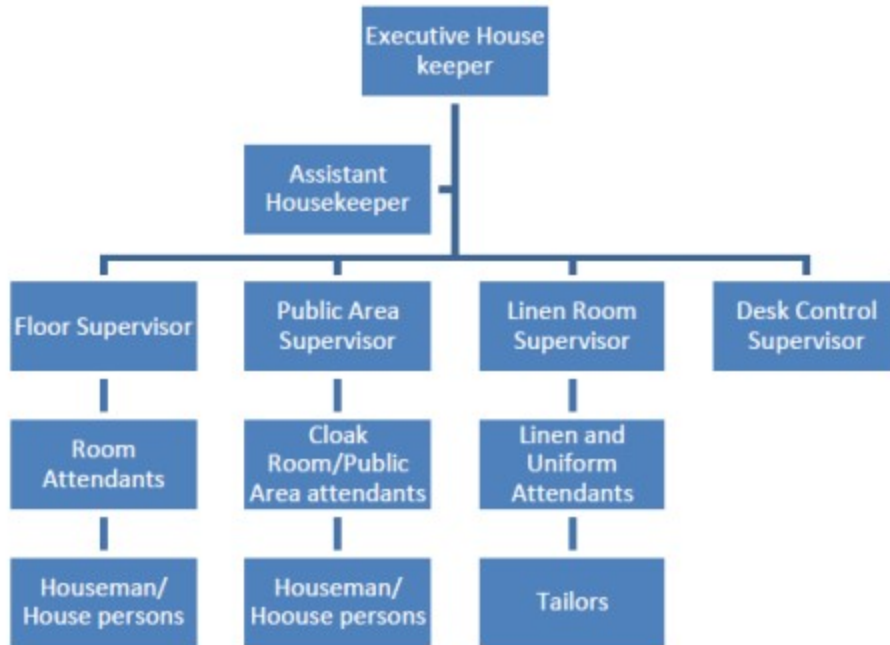 Executive House
keeper
Assistant
Housekeeper
Floor Supervisor
Public Area
Supervisor
Linen Room
Supervisor
Desk Control
Supervisor
Room
Attendants
Cloak
Room/Public
Area attendants
Linen and
Uniform
Attendants
Houseman/
House persons
Houseman/
Hoouse persons
Tailors